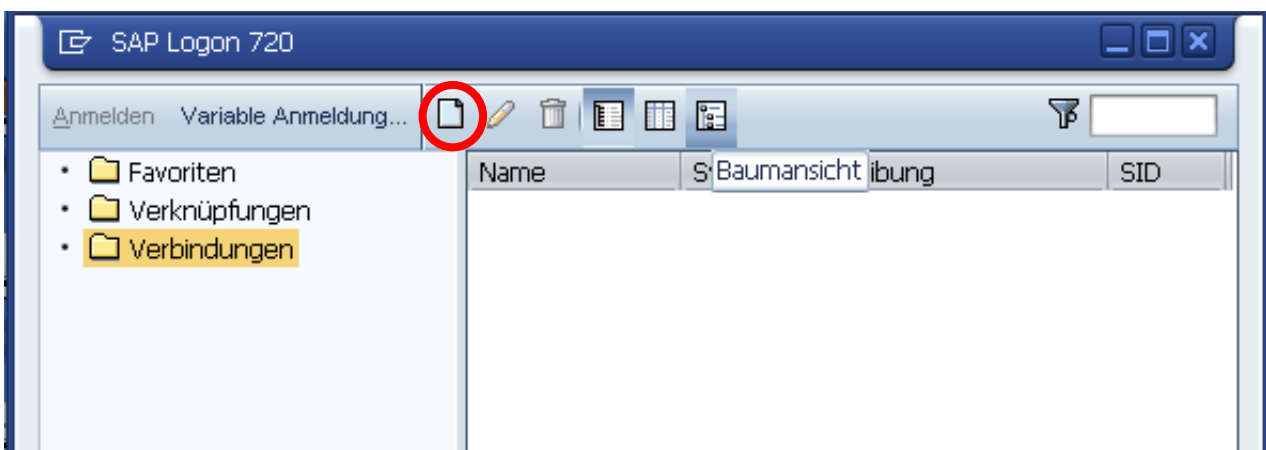 SAP Logon 720
Anmelden Variable Anmeldung...
Name Baumansicht ibung SID
Favoriten
Verknüpfungen
Verbindungen